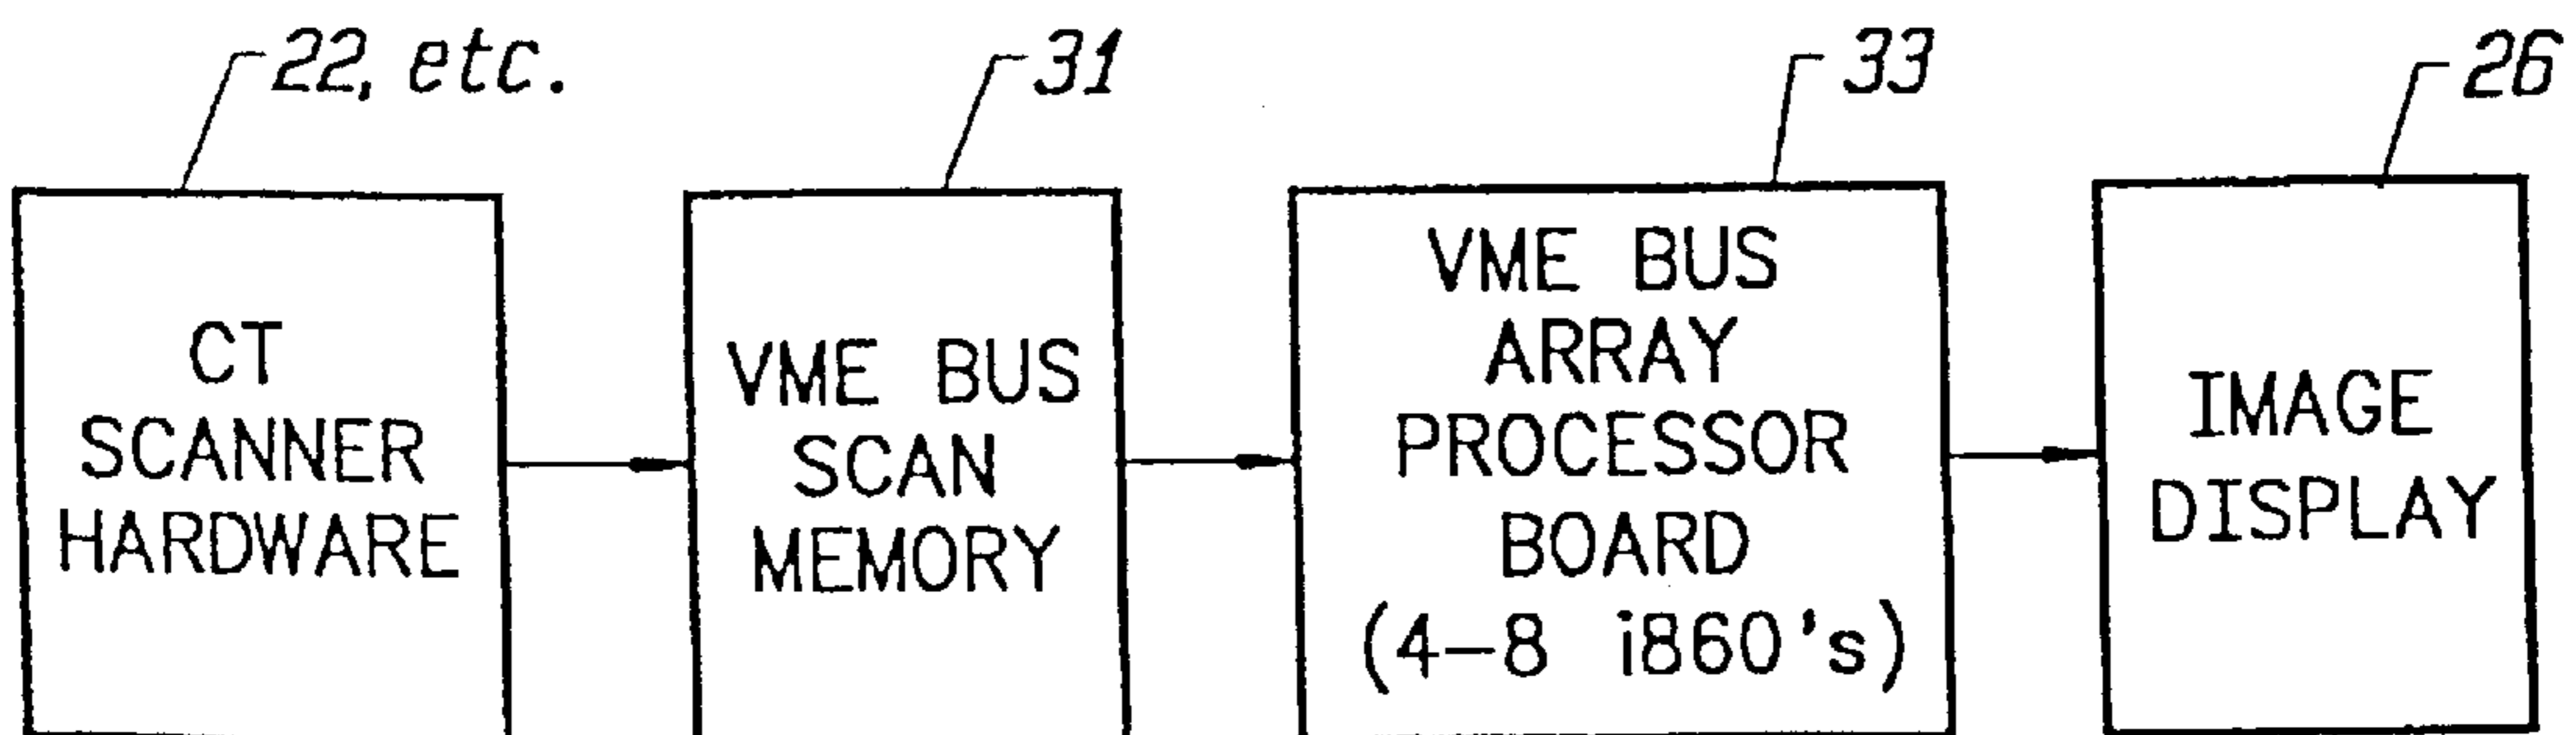 22, etc.
31
33
26
CT
SCANNER
HARDWARE
VME BUS
SCAN
MEMORY
VME BUS
ARRAY
PROCESSOR
BOARD
(4-8 i860's)
IMAGE
DISPLAY